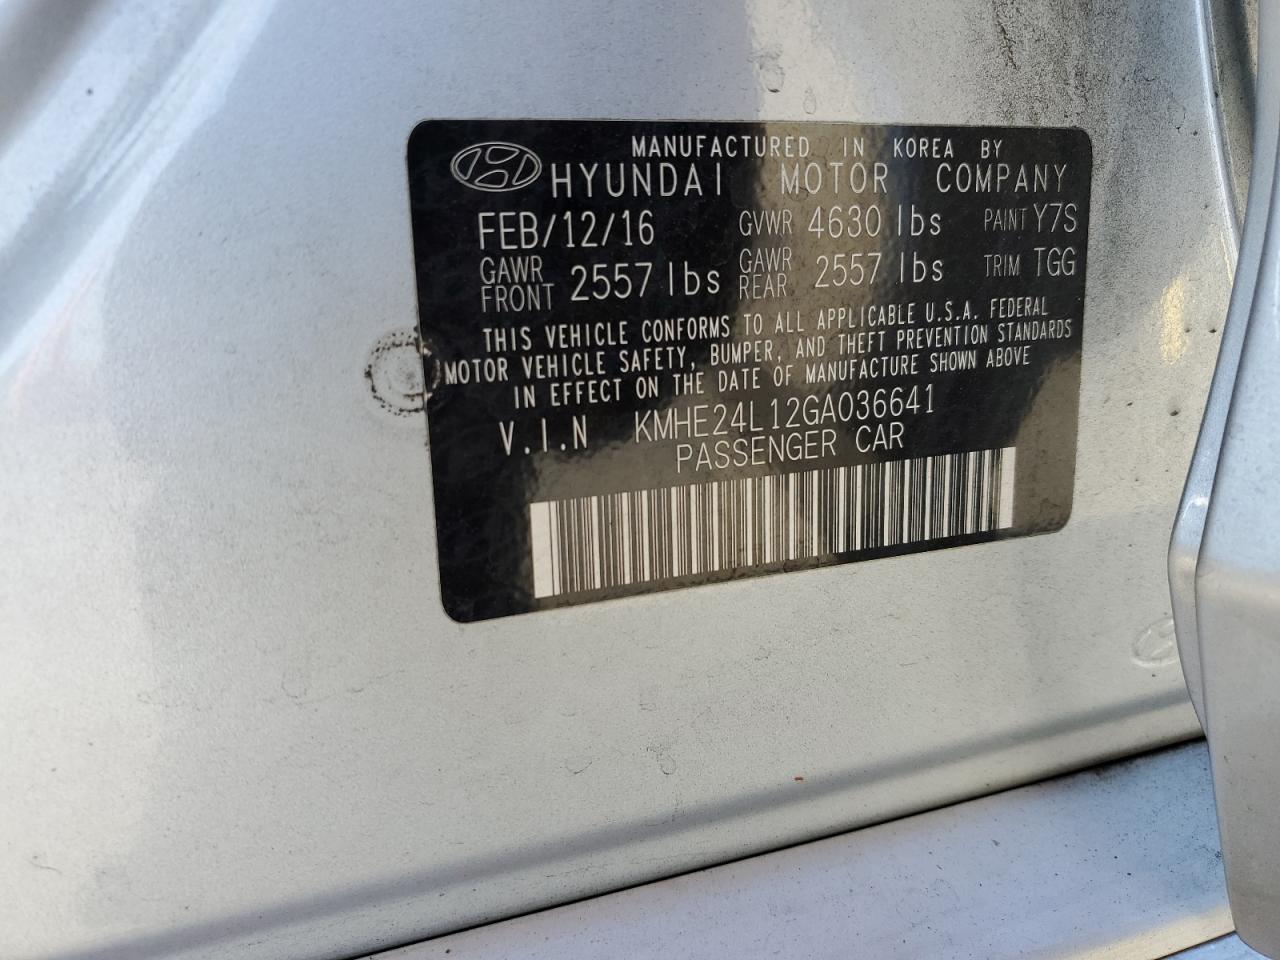 MANUFACTURED IN KOREA BY
HYUNDAI MOTOR COMPANY
FEB/12/16 GVWR 4630 lbs PAINT Y7S
GAWR FRONT 2557 lbs GAWR REAR 2557 lbs TRIM TGG
THIS VEHICLE CONFORMS TO ALL APPLICABLE U.S.A. FEDERAL
MOTOR VEHICLE SAFETY, BUMPER, AND THEFT PREVENTION STANDARDS
IN EFFECT ON THE DATE OF MANUFACTURE SHOWN ABOVE
V.I.N KMHE24L12GA036641
PASSENGER CAR